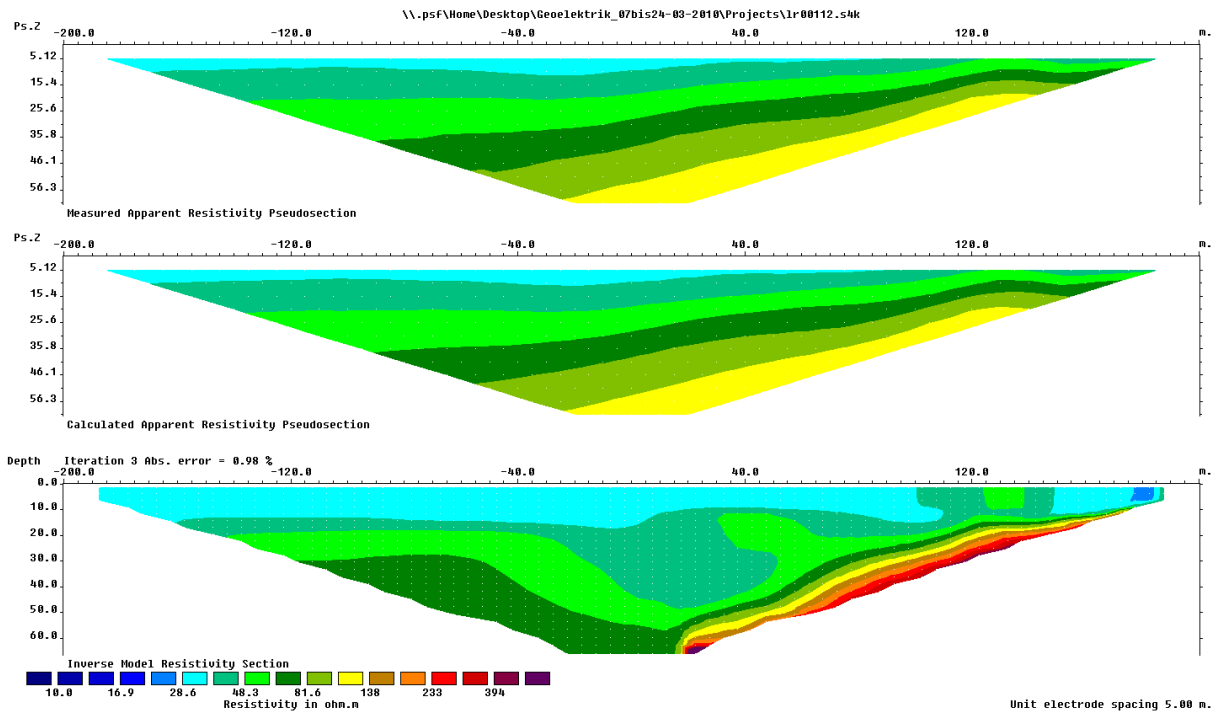 \\.psf\Home\Desktop\Geoelektrik_07bis24-03-2010\Projects\lr00112.s4k
Ps.Z -200.0 -120.0 -40.0 40.0 120.0 m.
5.12
15.4
25.6
35.8
46.1
56.3
Measured Apparent Resistivity Pseudosection
Ps.Z -200.0 -120.0 -40.0 40.0 120.0 m.
5.12
15.4
25.6
35.8
46.1
56.3
Calculated Apparent Resistivity Pseudosection
Depth Iteration 3 Abs. error = 0.98 %
-200.0 -120.0 -40.0 40.0 120.0 m.
0.0
10.0
20.0
30.0
40.0
50.0
60.0
Inverse Model Resistivity Section
10.0 16.9 28.6 48.3 81.6 138 233 394
Resistivity in ohm.m Unit electrode spacing 5.00 m.